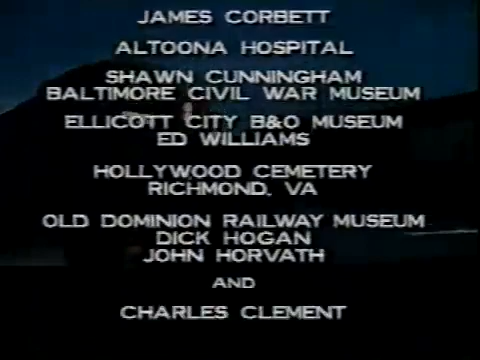 JAMES CORBETT
ALTOONA HOSPITAL
SHAWN CUNNINGHAM
BALTIMORE CIVIL WAR MUSEUM
ELLICOTT CITY B&O MUSEUM
ED WILLIAMS
HOLLYWOOD CEMETERY
RICHMOND, VA
OLD DOMINION RAILWAY MUSEUM
DICK HOGAN
JOHN HORVATH
AND
CHARLES CLEMENT